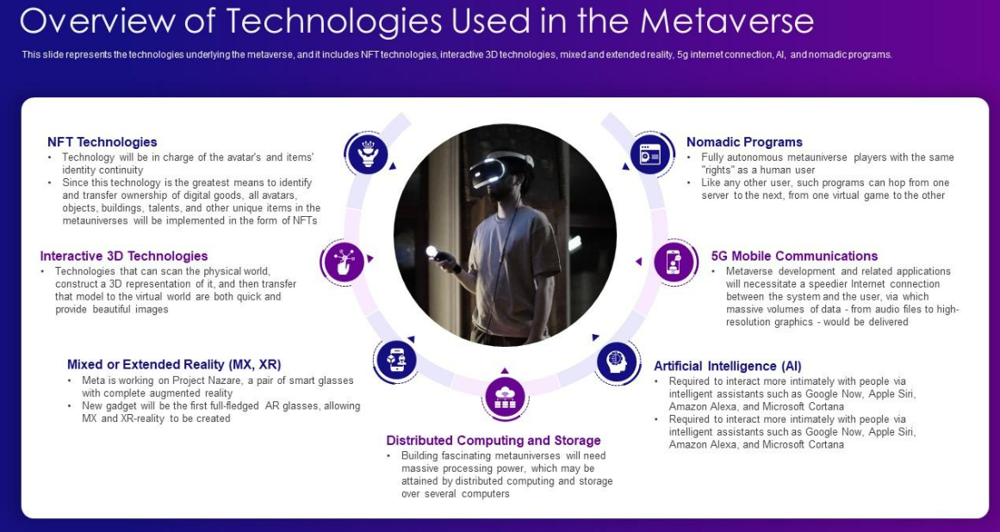 Overview of Technologies Used in the Metaverse
This slide represents the technologies underlying the metaverse, and it includes NFT technologies, interactive 3D technologies, mixed and extended reality, 5g internet connection, AI, and nomadic programs.
NFT Technologies
• Technology will be in charge of the avatar's and items'
identity continuity
• Since this technology is the greatest means to identify
and transfer ownership of digital goods, all avatars,
objects, buildings, talents, and other unique items in the
metauniverses will be implemented in the form of NFTs
Interactive 3D Technologies
• Technologies that can scan the physical world,
construct a 3D representation of it, and then transfer
that model to the virtual world are both quick and
provide beautiful images
Mixed or Extended Reality (MX, XR)
• Meta is working on Project Nazare, a pair of smart glasses
with complete augmented reality
• New gadget will be the first full-fledged AR glasses, allowing
MX and XR-reality to be created
Distributed Computing and Storage
• Building fascinating metauniverses will need
massive processing power, which may be
attained by distributed computing and storage
over several computers
Nomadic Programs
• Fully autonomous metauniverse players with the same
"rights" as a human user
• Like any other user, such programs can hop from one
server to the next, from one virtual game to the other
5G Mobile Communications
• Metaverse development and related applications
will necessitate a speedier Internet connection
between the system and the user, via which
massive volumes of data - from audio files to high-
resolution graphics - would be delivered
Artificial Intelligence (AI)
• Required to interact more intimately with people via
intelligent assistants such as Google Now, Apple Siri,
Amazon Alexa, and Microsoft Cortana
• Required to interact more intimately with people via
intelligent assistants such as Google Now, Apple Siri,
Amazon Alexa, and Microsoft Cortana